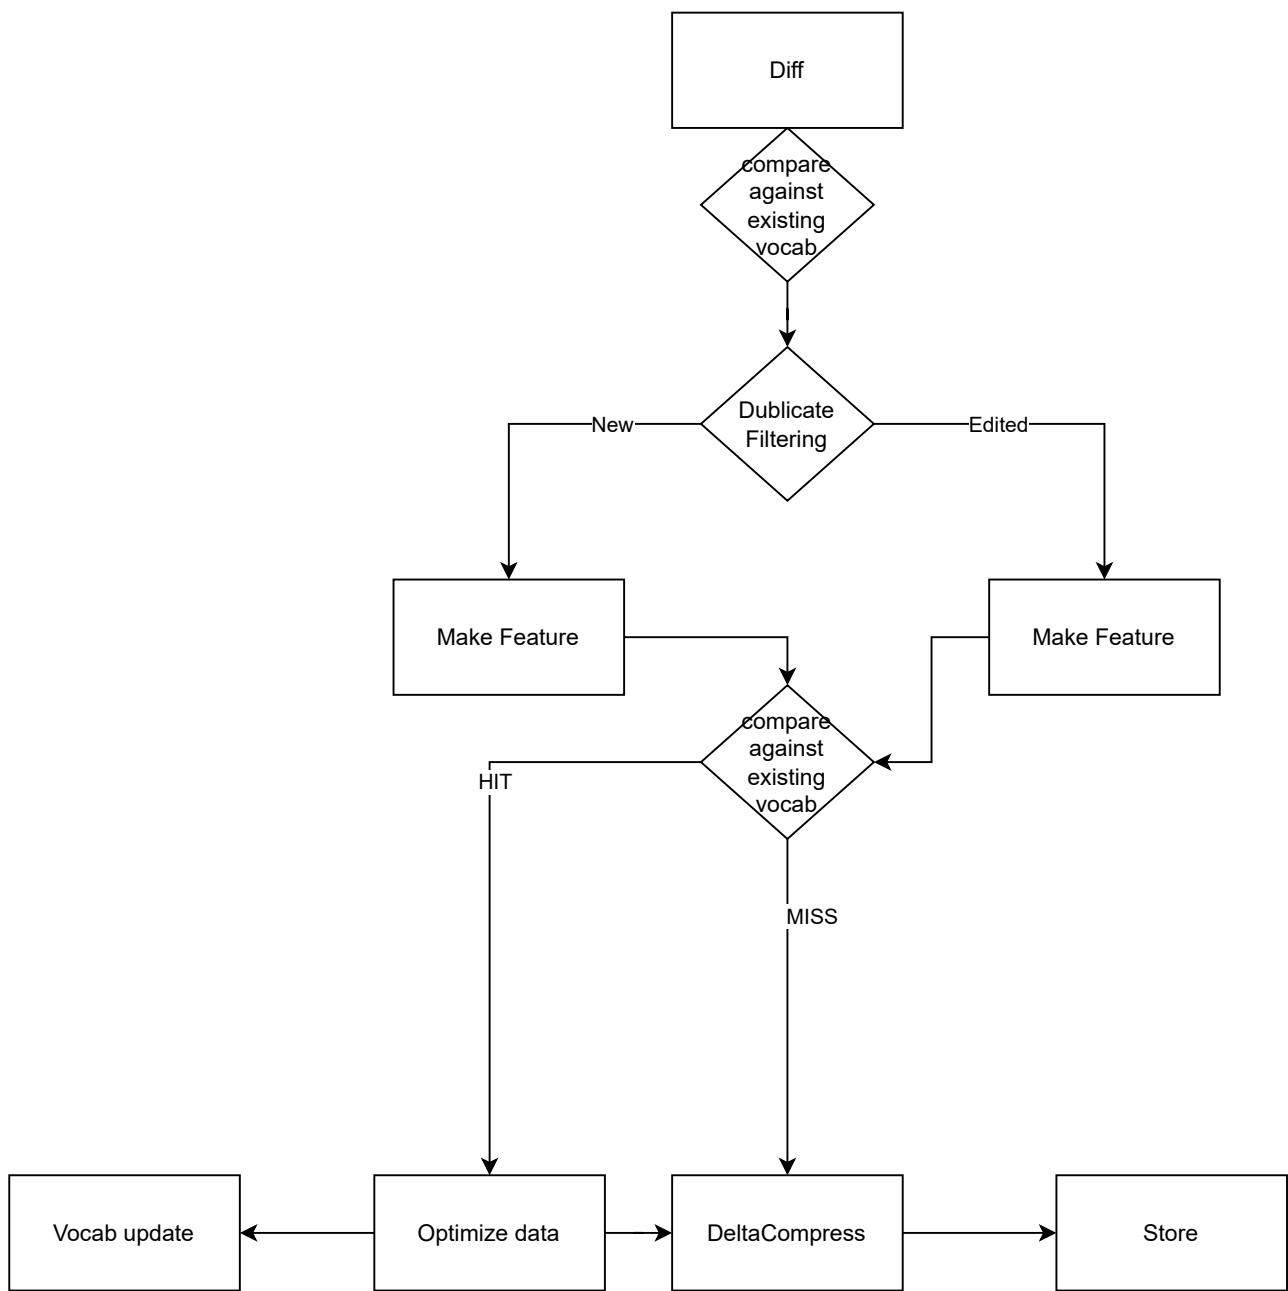 Diff
compare
against
existing
vocab
Dublicate
Filtering
New
Edited
Make Feature
Make Feature
compare
against
existing
vocab
HIT
MISS
Vocab update
Optimize data
DeltaCompress
Store